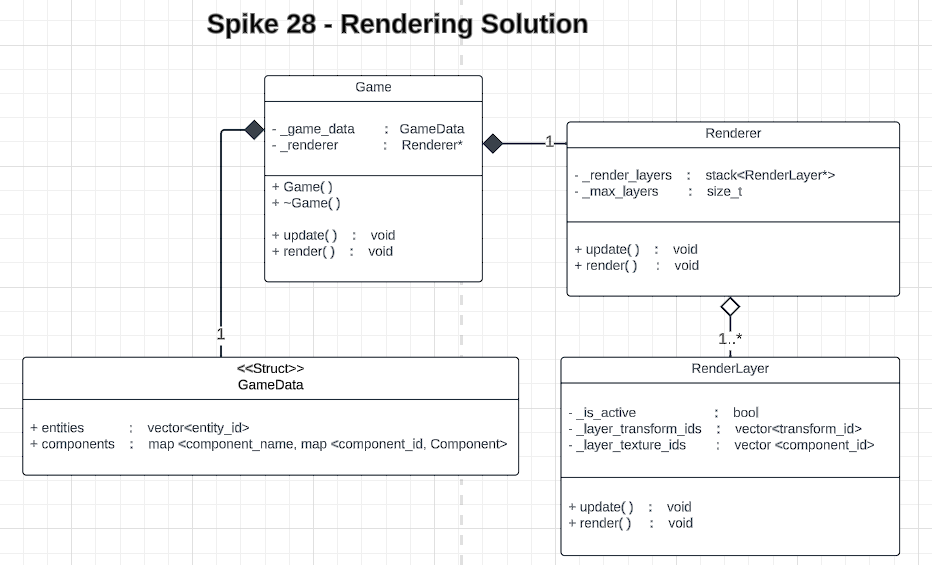 Spike 28 - Rendering Solution
Game
- _game_data : GameData
- _renderer : Renderer*
+ Game( )
+ ~Game( )
+ update( ) : void
+ render( ) : void
1
Renderer
- _render_layers : stack<RenderLayer*>
- _max_layers : size_t
+ update( ) : void
+ render( ) : void
1
1..*
<<Struct>>
GameData
+ entities : vector<entity_id>
+ components : map <component_name, map <component_id, Component>
RenderLayer
- _is_active : bool
- _layer_transform_ids : vector<transform_id>
- _layer_texture_ids : vector <component_id>
+ update( ) : void
+ render( ) : void